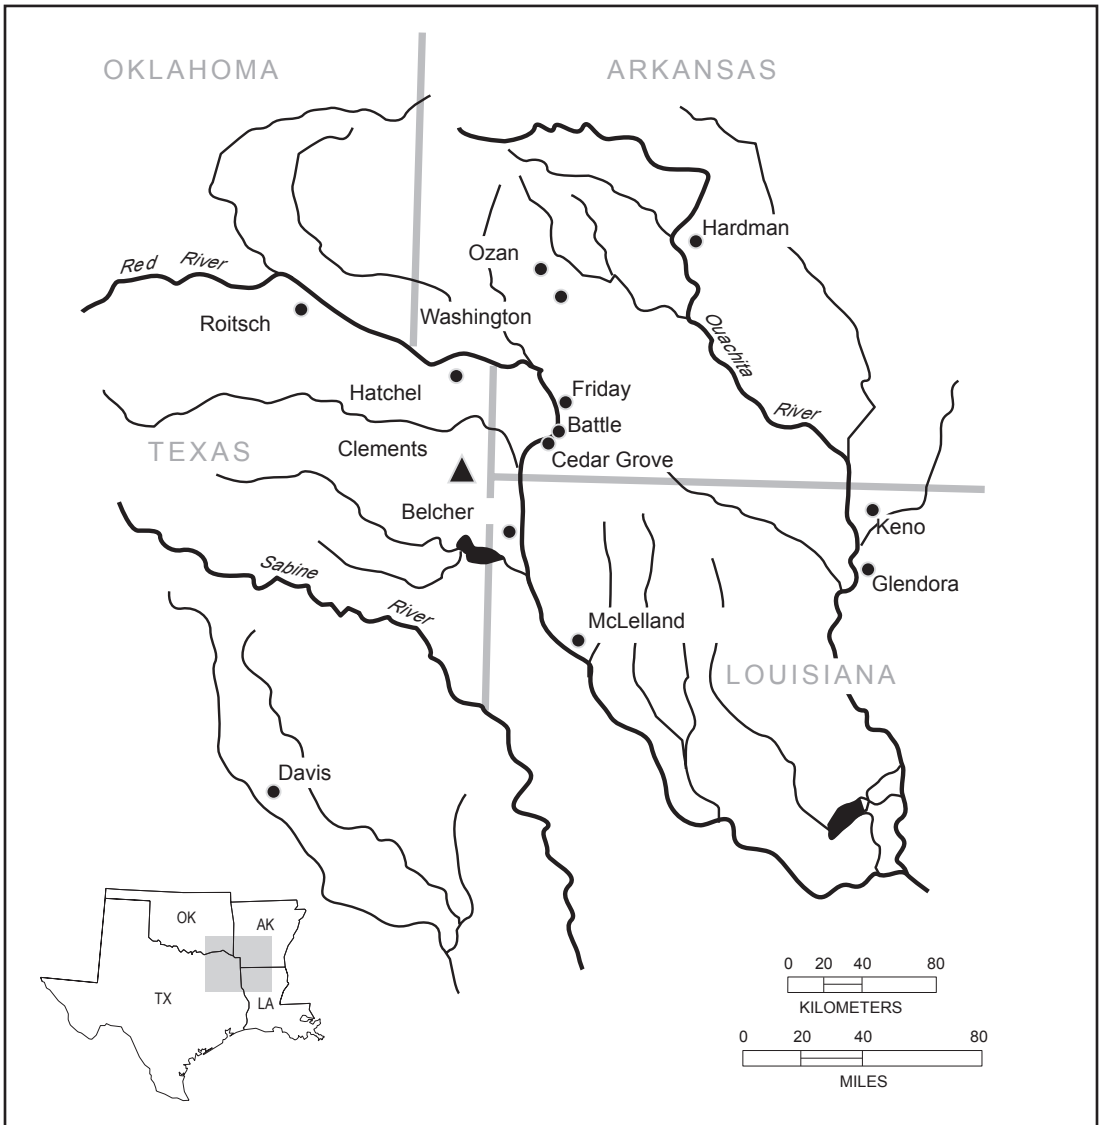 OKLAHOMA
ARKANSAS
Hardman
Ozan
Red River
Roitsch
Washington
Ouachita River
Hatchel
Friday
Battle
Clements
TEXAS
Cedar Grove
Belcher
Keno
Sabine River
Glendora
McLelland
LOUISIANA
Davis
OK
AK
TX
LA
0 20 40 80
KILOMETERS
0 20 40 80
MILES